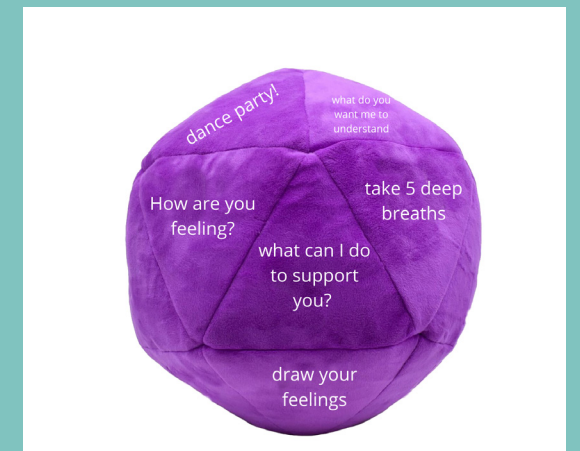 dance party!
what do you
want me to
understand
How are you
feeling?
take 5 deep
breaths
what can I do
to support
you?
draw your
feelings